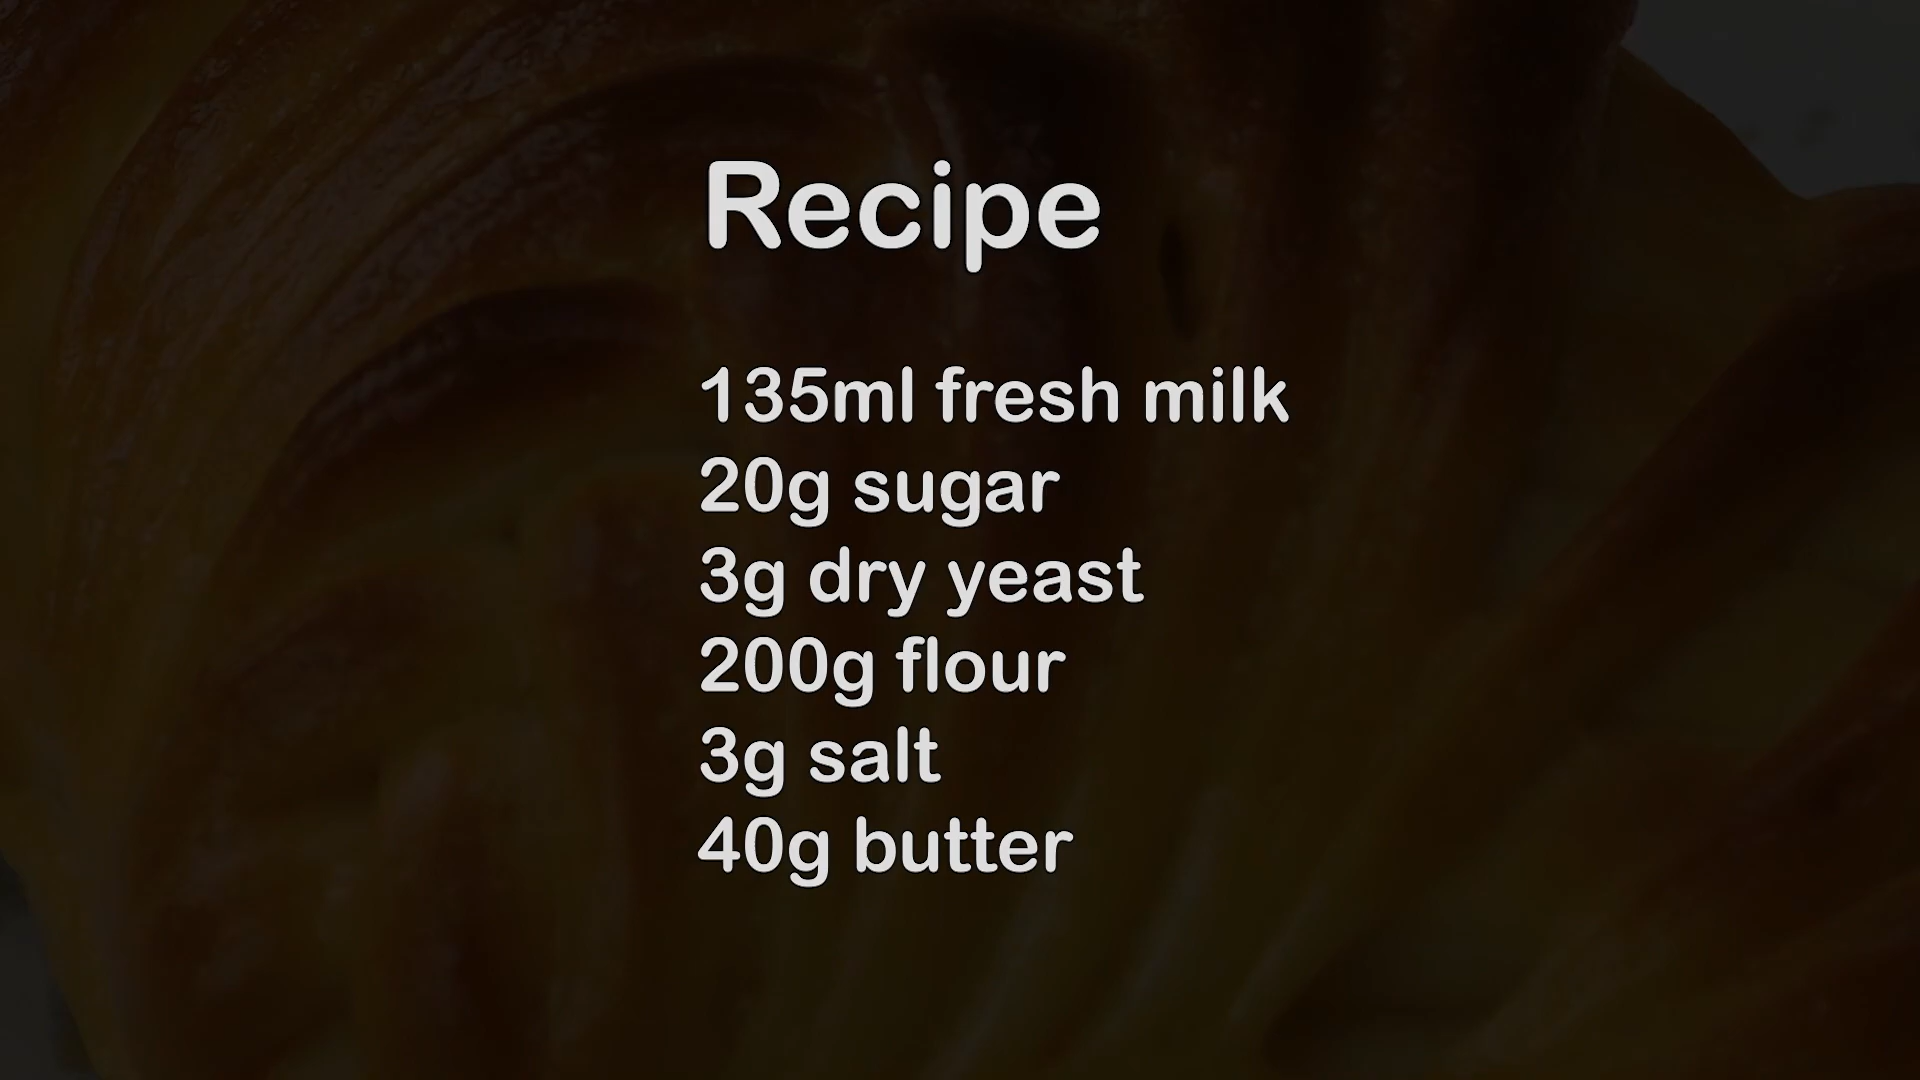 Recipe
135ml fresh milk
20g sugar
3g dry yeast
200g flour
3g salt
40g butter